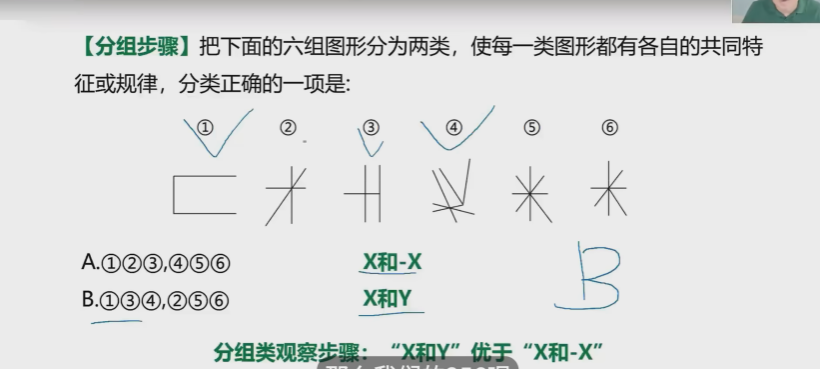 【分组步骤】把下面的六组图形分为两类，使每一类图形都有各自的共同特
征或规律，分类正确的一项是:
① ② ③ ④ ⑤ ⑥
A.①②③,④⑤⑥ X和-X
B.①③④,②⑤⑥ X和Y
B
分组类观察步骤：“X和Y”优于“X和-X”